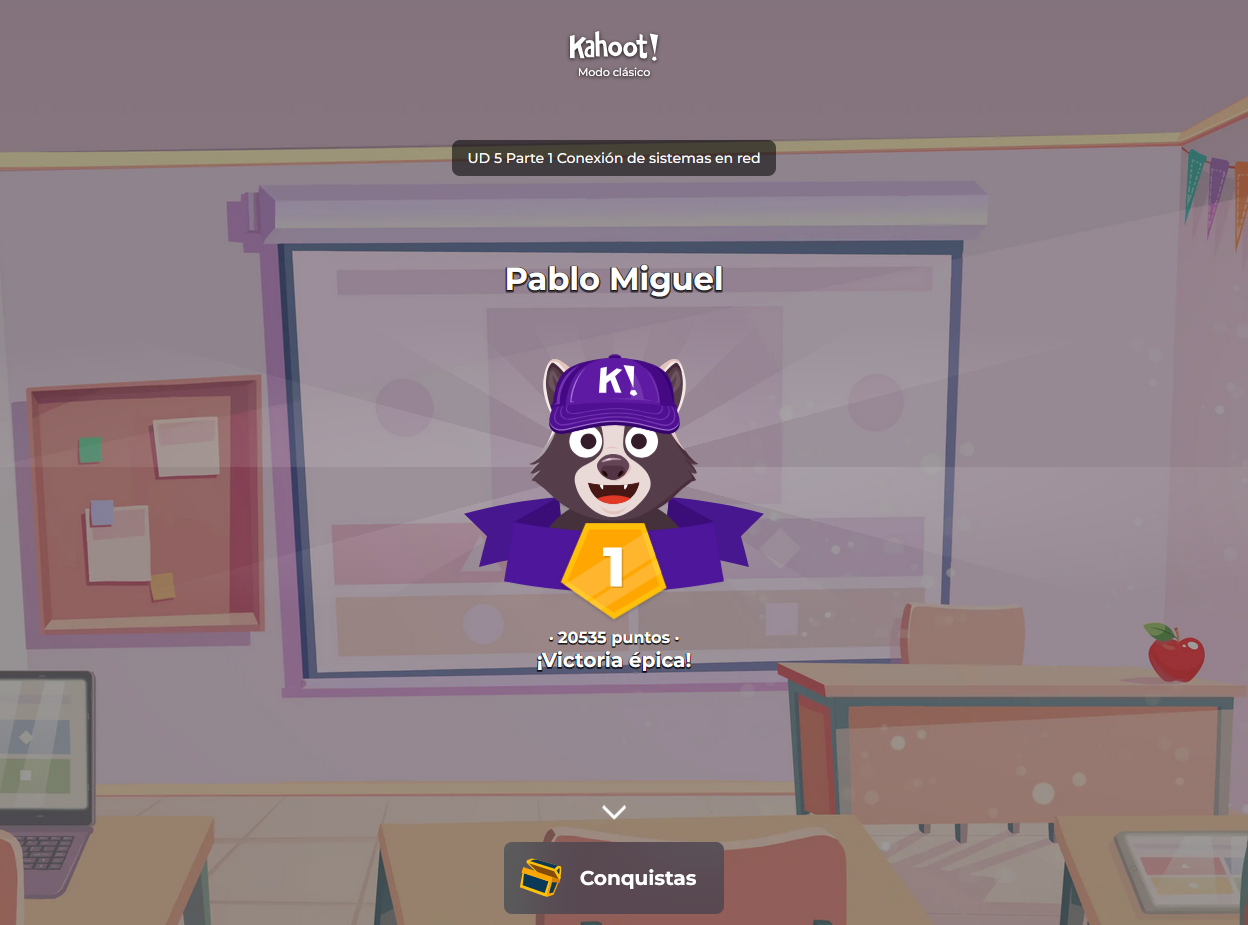 Kahoot!
Modo clásico
UD 5 Parte 1 Conexión de sistemas en red
Pablo Miguel
K!
1
· 20535 puntos ·
¡Victoria épica!
Conquistas